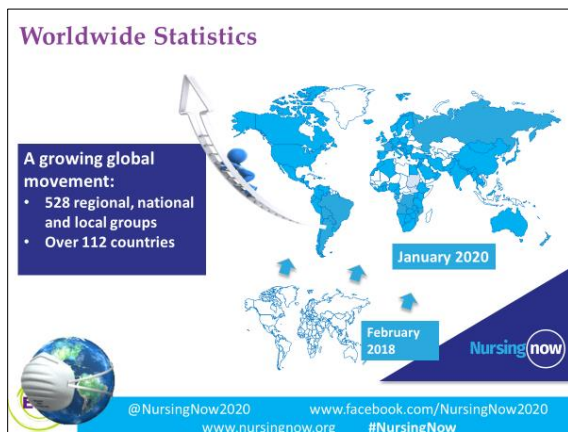 Worldwide Statistics
A growing global
movement:
• 528 regional, national
and local groups
• Over 112 countries
January 2020
February
2018
Nursing now
@NursingNow2020 www.facebook.com/NursingNow2020
www.nursingnow.org #NursingNow